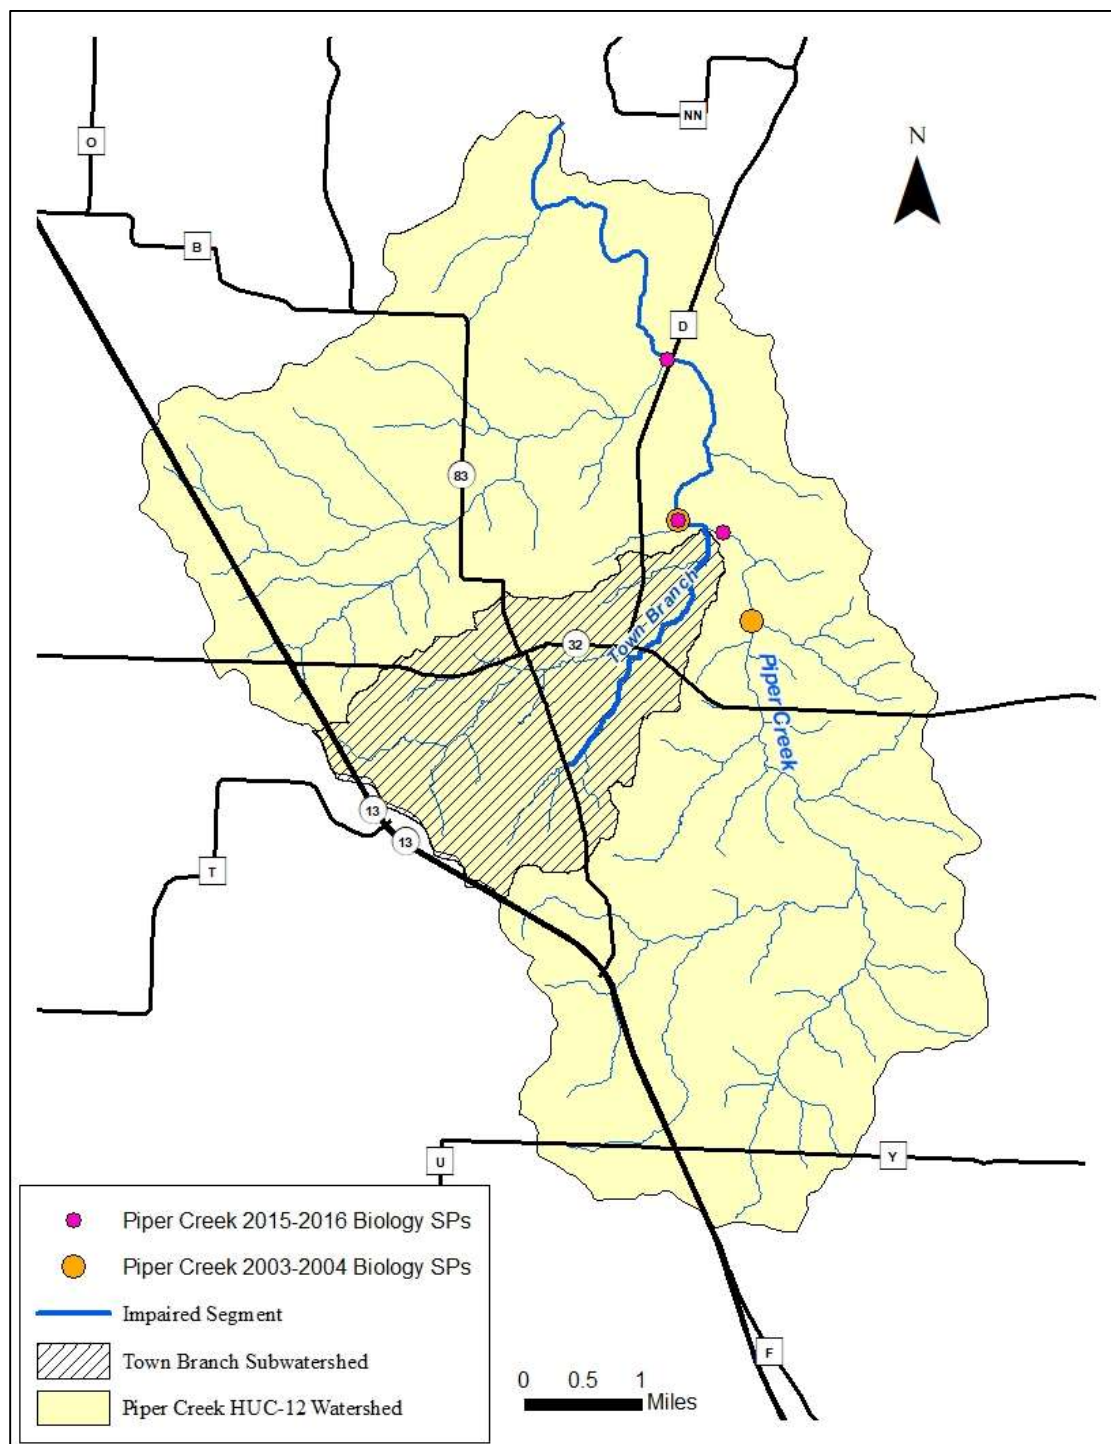 NN
O
N
B
D
83
Town Branch
32
Piper Creek
13
13
T
Y
U
Piper Creek 2015-2016 Biology SPs
Piper Creek 2003-2004 Biology SPs
Impaired Segment
Town Branch Subwatershed
Piper Creek HUC-12 Watershed
F
0 0.5 1
Miles